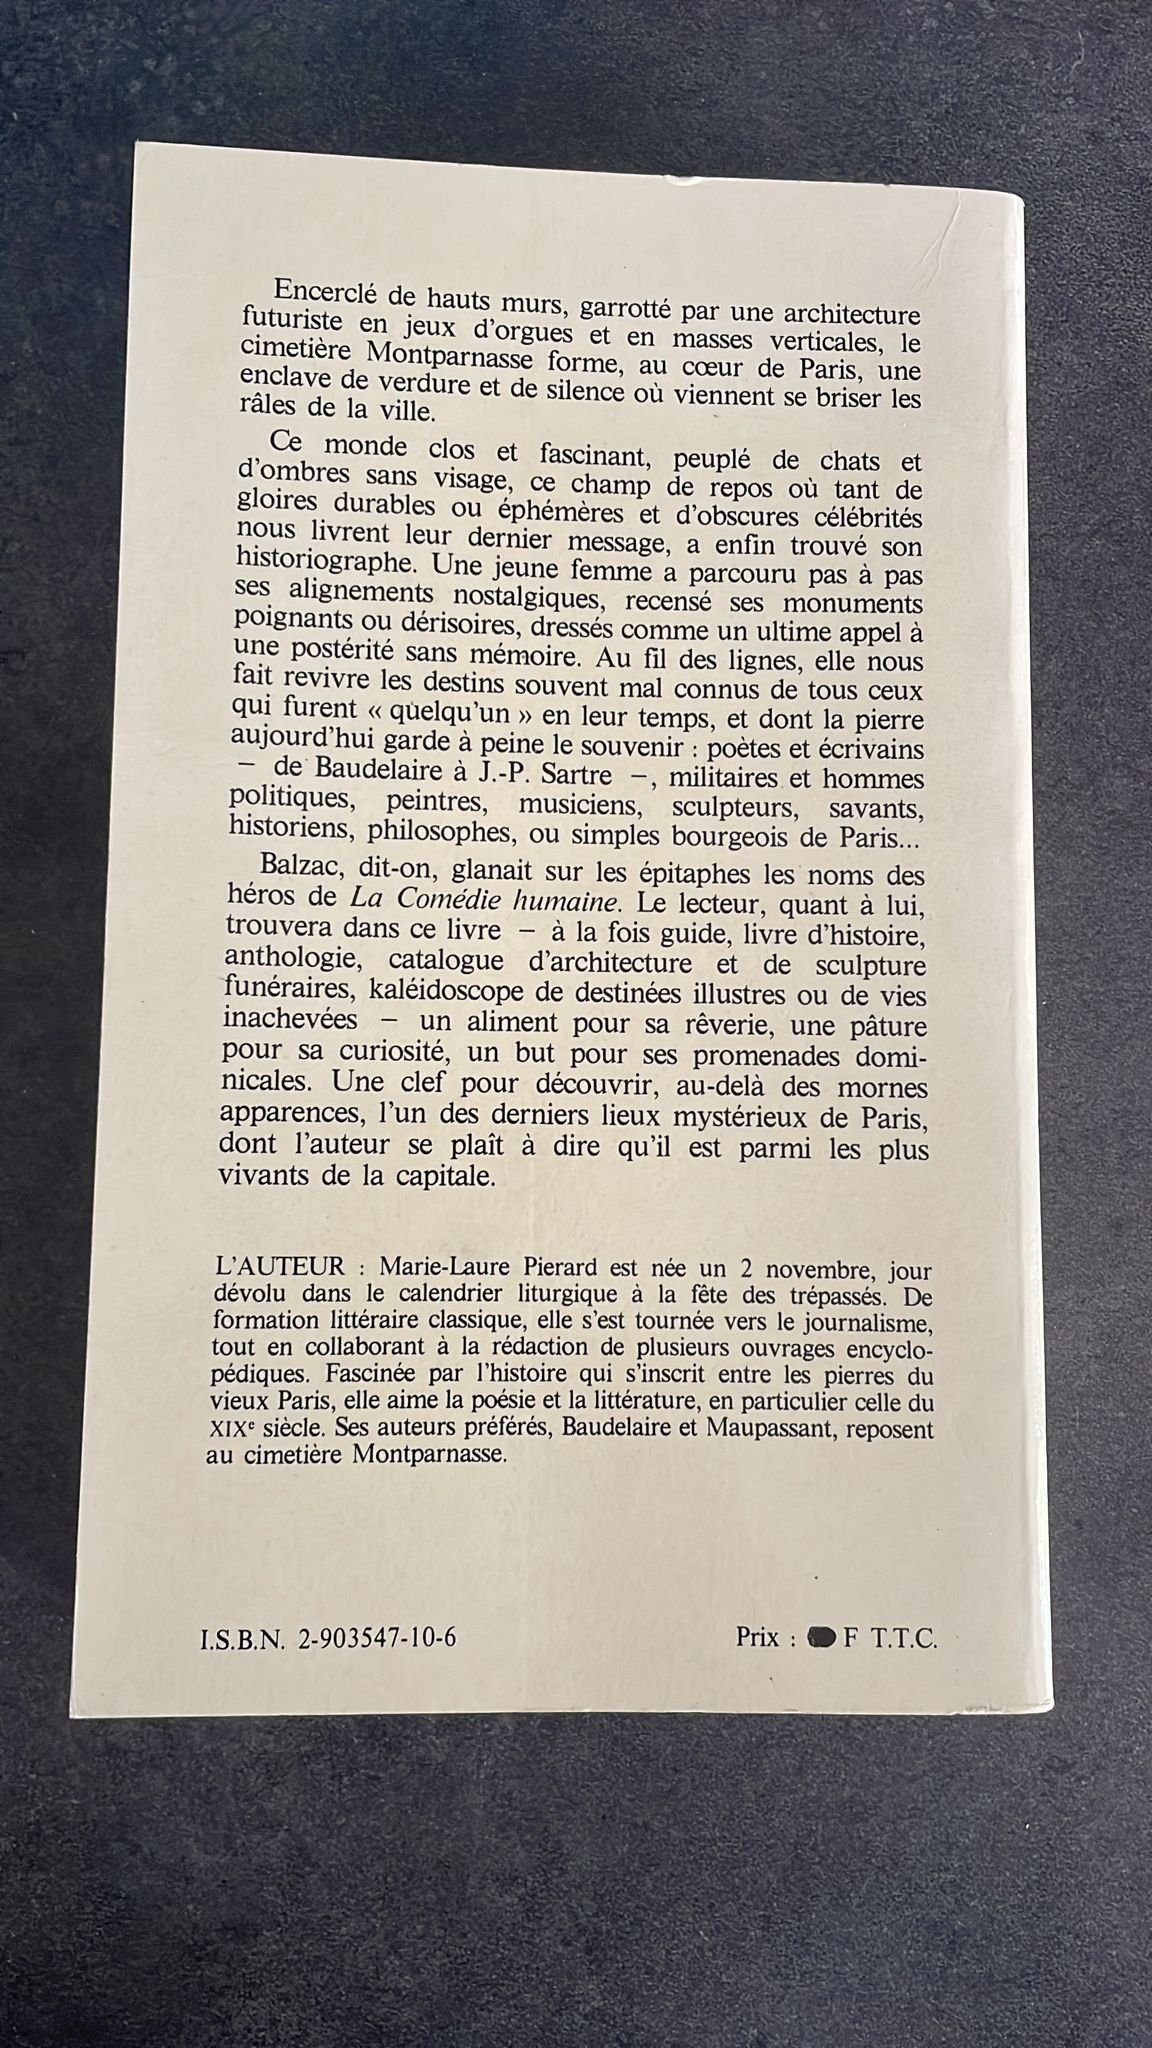 Encerclé de hauts murs, garrotté par une architecture
futuriste en jeux d'orgues et en masses verticales, le
cimetière Montparnasse forme, au cœur de Paris, une
enclave de verdure et de silence où viennent se briser les
râles de la ville.
Ce monde clos et fascinant, peuplé de chats et
d'ombres sans visage, ce champ de repos où tant de
gloires durables ou éphémères et d'obscures célébrités
nous livrent leur dernier message, a enfin trouvé son
historiographe. Une jeune femme a parcouru pas à pas
ses alignements nostalgiques, recensé ses monuments
poignants ou dérisoires, dressés comme un ultime appel à
une postérité sans mémoire. Au fil des lignes, elle nous
fait revivre les destins souvent mal connus de tous ceux
qui furent « quelqu'un » en leur temps, et dont la pierre
aujourd'hui garde à peine le souvenir : poètes et écrivains
– de Baudelaire à J.-P. Sartre –, militaires et hommes
politiques, peintres, musiciens, sculpteurs, savants,
historiens, philosophes, ou simples bourgeois de Paris...
Balzac, dit-on, glanait sur les épitaphes les noms des
héros de La Comédie humaine. Le lecteur, quant à lui,
trouvera dans ce livre – à la fois guide, livre d'histoire,
anthologie, catalogue d'architecture et de sculpture
funéraires, kaléidoscope de destinées illustres ou de vies
inachevées – un aliment pour sa rêverie, une pâture
pour sa curiosité, un but pour ses promenades domi-
nicales. Une clef pour découvrir, au-delà des mornes
apparences, l'un des derniers lieux mystérieux de Paris,
dont l'auteur se plaît à dire qu'il est parmi les plus
vivants de la capitale.
L'AUTEUR : Marie-Laure Pierard est née un 2 novembre, jour
dévolu dans le calendrier liturgique à la fête des trépassés. De
formation littéraire classique, elle s'est tournée vers le journalisme,
tout en collaborant à la rédaction de plusieurs ouvrages encyclo-
pédiques. Fascinée par l'histoire qui s'inscrit entre les pierres du
vieux Paris, elle aime la poésie et la littérature, en particulier celle du
XIXe siècle. Ses auteurs préférés, Baudelaire et Maupassant, reposent
au cimetière Montparnasse.
I.S.B.N. 2-903547-10-6
Prix : F T.T.C.